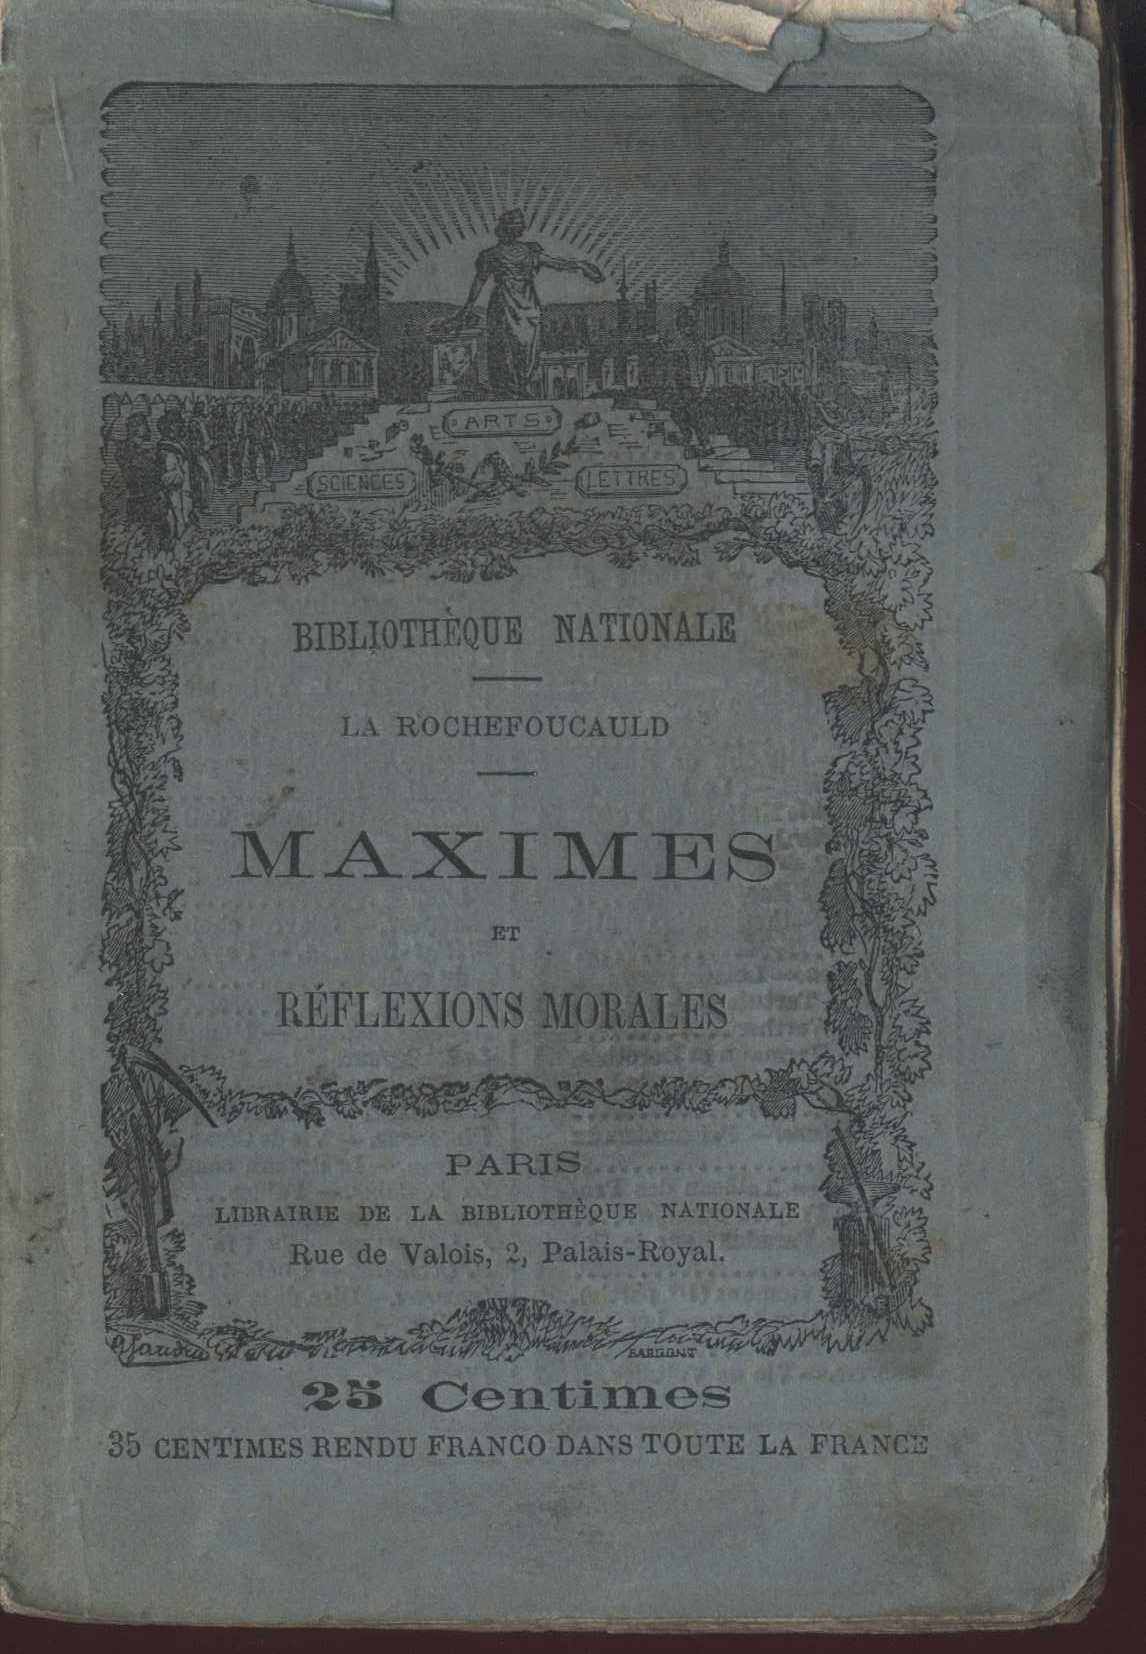 ARTS
SCIENCES
LETTRES
BIBLIOTHÈQUE NATIONALE
LA ROCHEFOUCAULD
MAXIMES
ET
RÉFLEXIONS MORALES
PARIS
LIBRAIRIE DE LA BIBLIOTHÈQUE NATIONALE
Rue de Valois, 2, Palais-Royal.
25 Centimes
35 CENTIMES RENDU FRANCO DANS TOUTE LA FRANCE